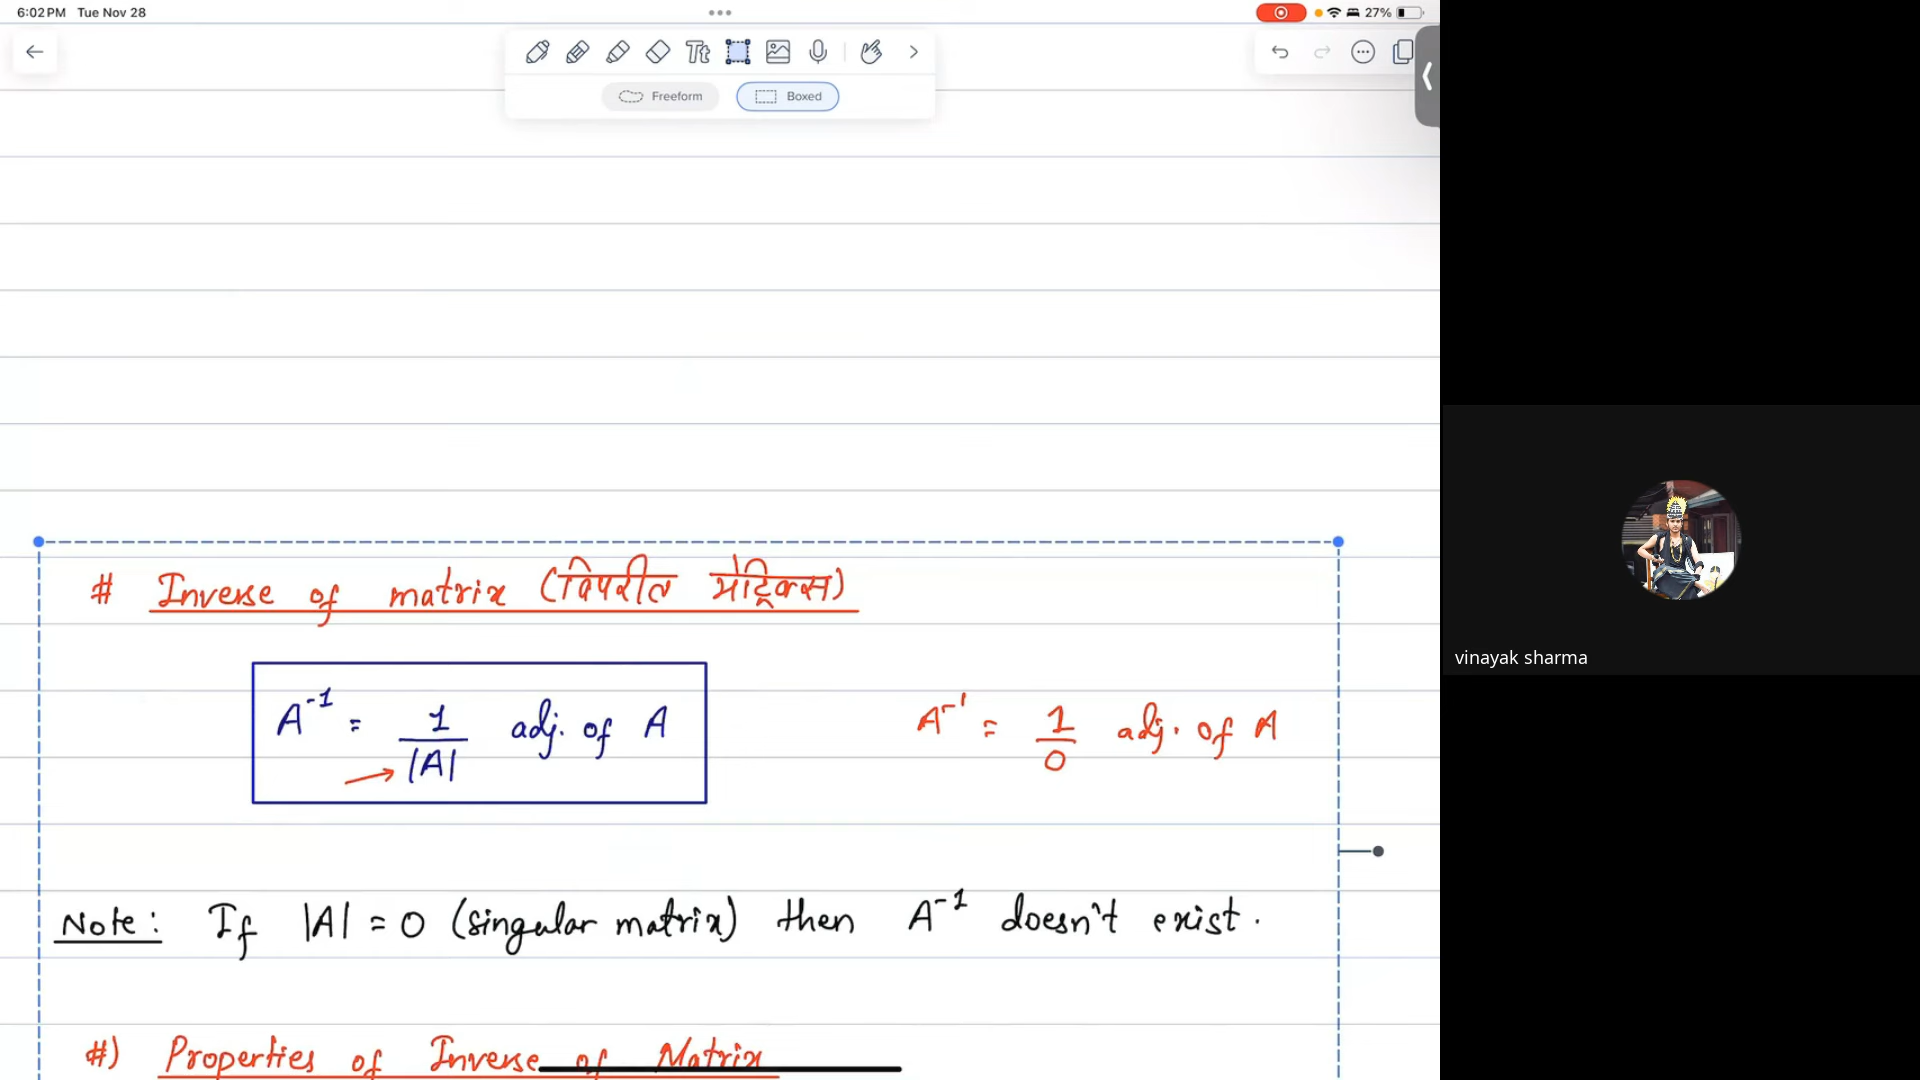 6:02 PM Tue Nov 28
27%
Tt
Freeform Boxed
# Inverse of matrix (विपरीत मेट्रिक्स)
A⁻¹ = 1/|A| adj. of A
A⁻¹ = 1/0 adj. of A
Note: If |A| = 0 (singular matrix) then A⁻¹ doesn't exist.
#) Properties of Inverse of Matrix
vinayak sharma